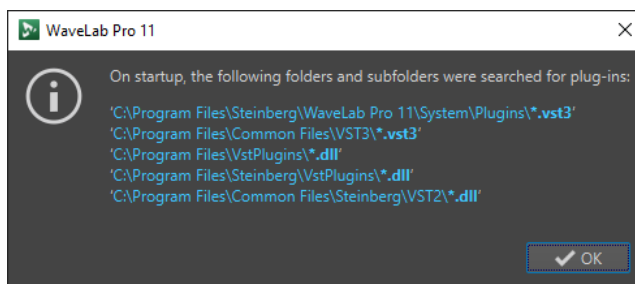 WaveLab Pro 11
On startup, the following folders and subfolders were searched for plug-ins:
'C:\Program Files\Steinberg\WaveLab Pro 11\System\Plugins\*.vst3'
'C:\Program Files\Common Files\VST3\*.vst3'
'C:\Program Files\VstPlugins\*.dll'
'C:\Program Files\Steinberg\VstPlugins\*.dll'
'C:\Program Files\Common Files\Steinberg\VST2\*.dll'
OK